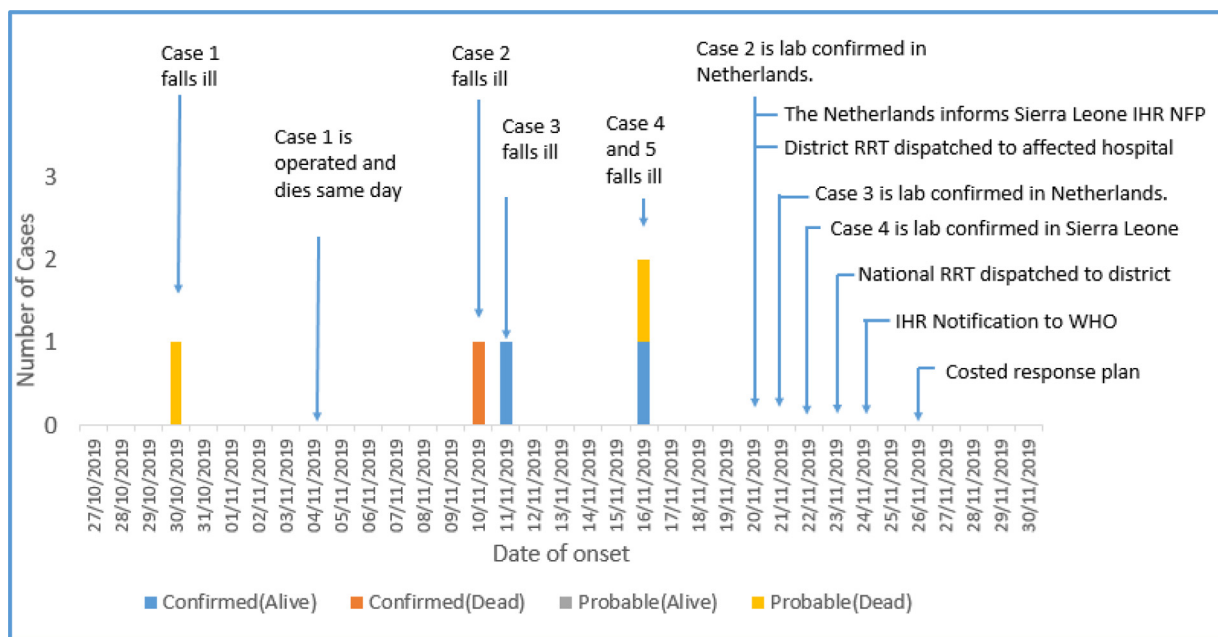 Case 1
falls ill
Case 1 is
operated and
dies same day
Case 2
falls ill
Case 3
falls ill
Case 4
and 5
falls ill
Case 2 is lab confirmed in
Netherlands.
The Netherlands informs Sierra Leone IHR NFP
District RRT dispatched to affected hospital
Case 3 is lab confirmed in Netherlands.
Case 4 is lab confirmed in Sierra Leone
National RRT dispatched to district
IHR Notification to WHO
Costed response plan
Number of Cases
3
2
1
0
27/10/2019
28/10/2019
29/10/2019
30/10/2019
31/10/2019
01/11/2019
02/11/2019
03/11/2019
04/11/2019
05/11/2019
06/11/2019
07/11/2019
08/11/2019
09/11/2019
10/11/2019
11/11/2019
12/11/2019
13/11/2019
14/11/2019
15/11/2019
16/11/2019
17/11/2019
18/11/2019
19/11/2019
20/11/2019
21/11/2019
22/11/2019
23/11/2019
24/11/2019
25/11/2019
26/11/2019
27/11/2019
28/11/2019
29/11/2019
30/11/2019
Date of onset
Confirmed(Alive) Confirmed(Dead) Probable(Alive) Probable(Dead)